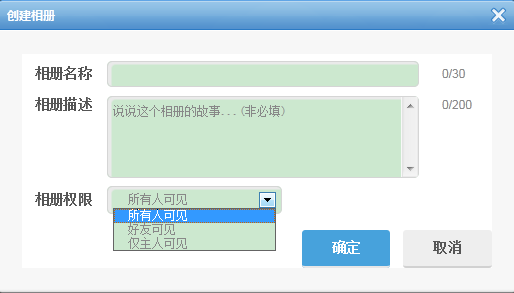 创建相册
相册名称
0/30
相册描述
说说这个相册的故事...(非必填)
0/200
相册权限
所有人可见
所有人可见
好友可见
仅主人可见
确定
取消